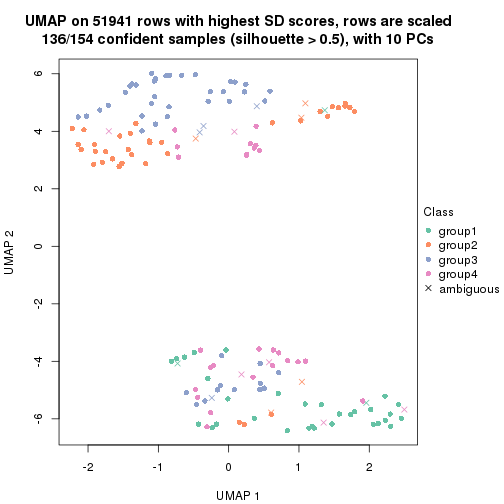 UMAP on 51941 rows with highest SD scores, rows are scaled
136/154 confident samples (silhouette > 0.5), with 10 PCs
6
4
2
0
-2
-4
-6
UMAP 2
-2
-1
0
1
2
UMAP 1
Class
group1
group2
group3
group4
ambiguous